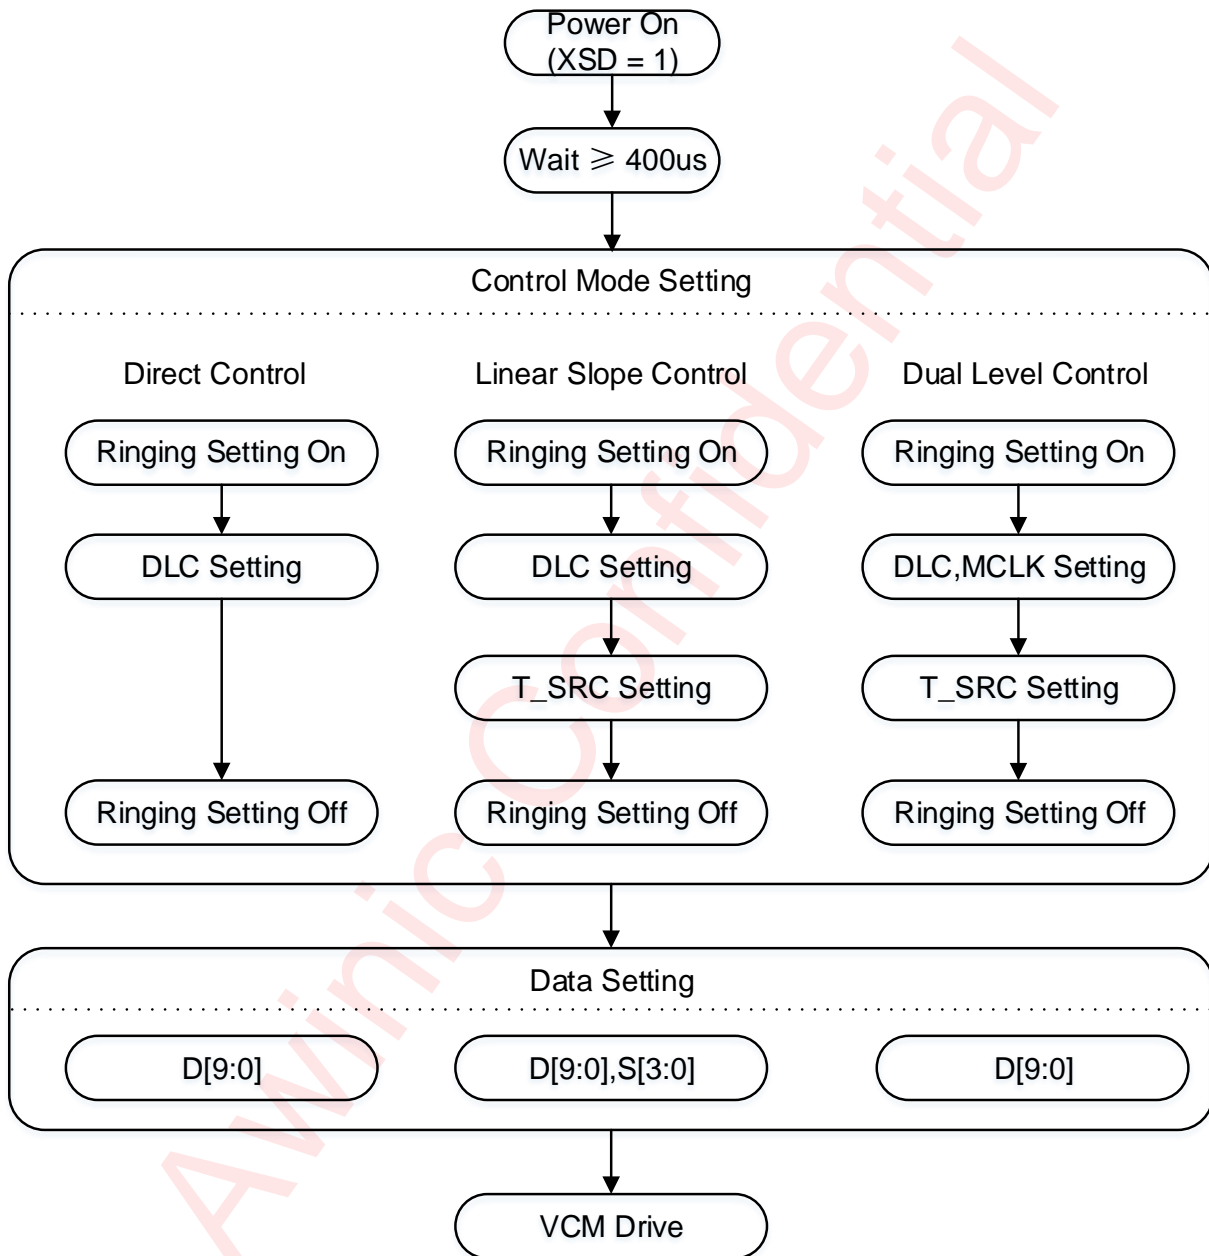 Power On
(XSD = 1)
Wait ≥ 400us
Control Mode Setting
Direct Control
Linear Slope Control
Dual Level Control
Ringing Setting On
Ringing Setting On
Ringing Setting On
DLC Setting
DLC Setting
DLC,MCLK Setting
T_SRC Setting
T_SRC Setting
Ringing Setting Off
Ringing Setting Off
Ringing Setting Off
Data Setting
D[9:0]
D[9:0],S[3:0]
D[9:0]
VCM Drive
Awinic Confidential